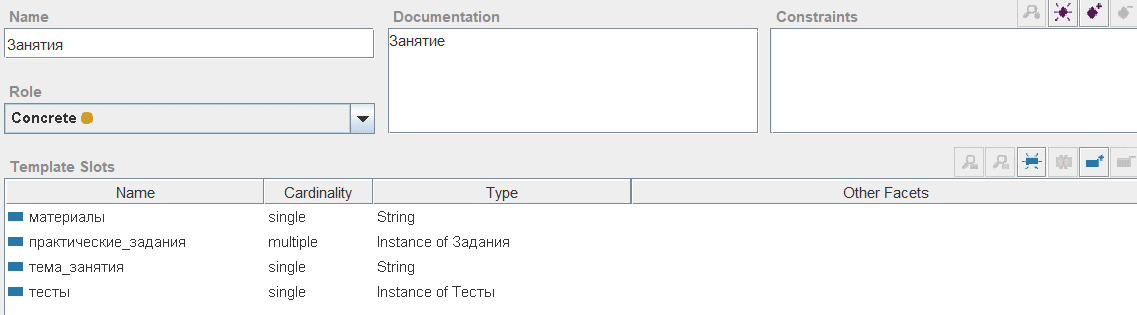 Name
Documentation
Constraints
Занятия
Занятие
Role
Concrete
Template Slots
Name Cardinality Type Other Facets
материалы single String
практические_задания multiple Instance of Задания
тема_занятия single String
тесты single Instance of Тесты